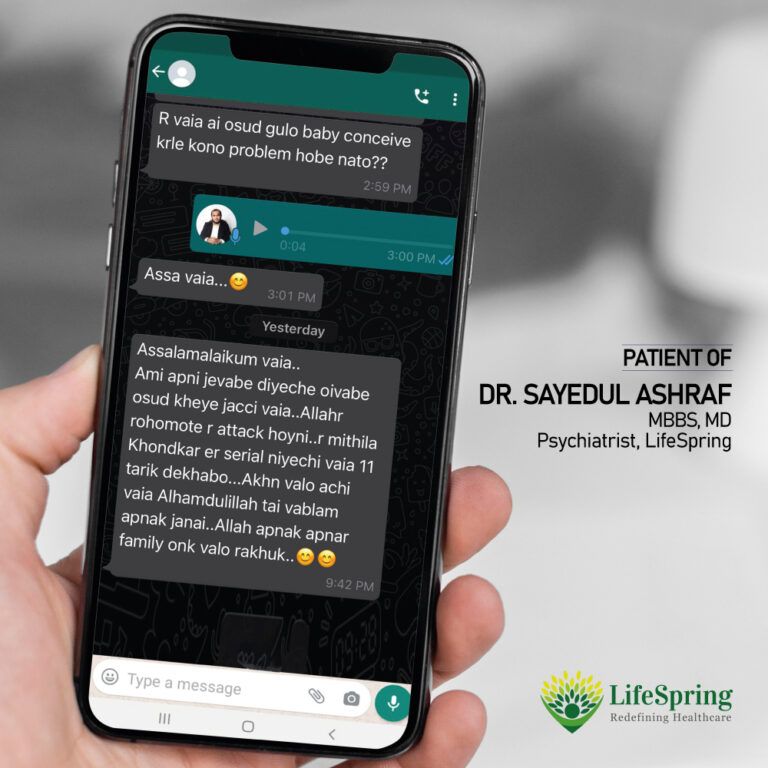 R vaia ai osud gulo baby conceive
krle kono problem hobe nato??
2:59 PM
0:04
3:00 PM
Assa vaia...😊
3:01 PM
Yesterday
Assalamalaikum vaia..
Ami apni jevabe diyeche oivabe
osud kheye jacci vaia..Allahr
rohomote r attack hoyni..r mithila
Khondkar er serial niyechi vaia 11
tarik dekhabo...Akhn valo achi
vaia Alhamdulillah tai vablam
apnak janai..Allah apnak apnar
family onk valo rakhuk..😊😊
9:42 PM
Type a message
PATIENT OF
DR. SAYEDUL ASHRAF
MBBS, MD
Psychiatrist, LifeSpring
LifeSpring
Redefining Healthcare